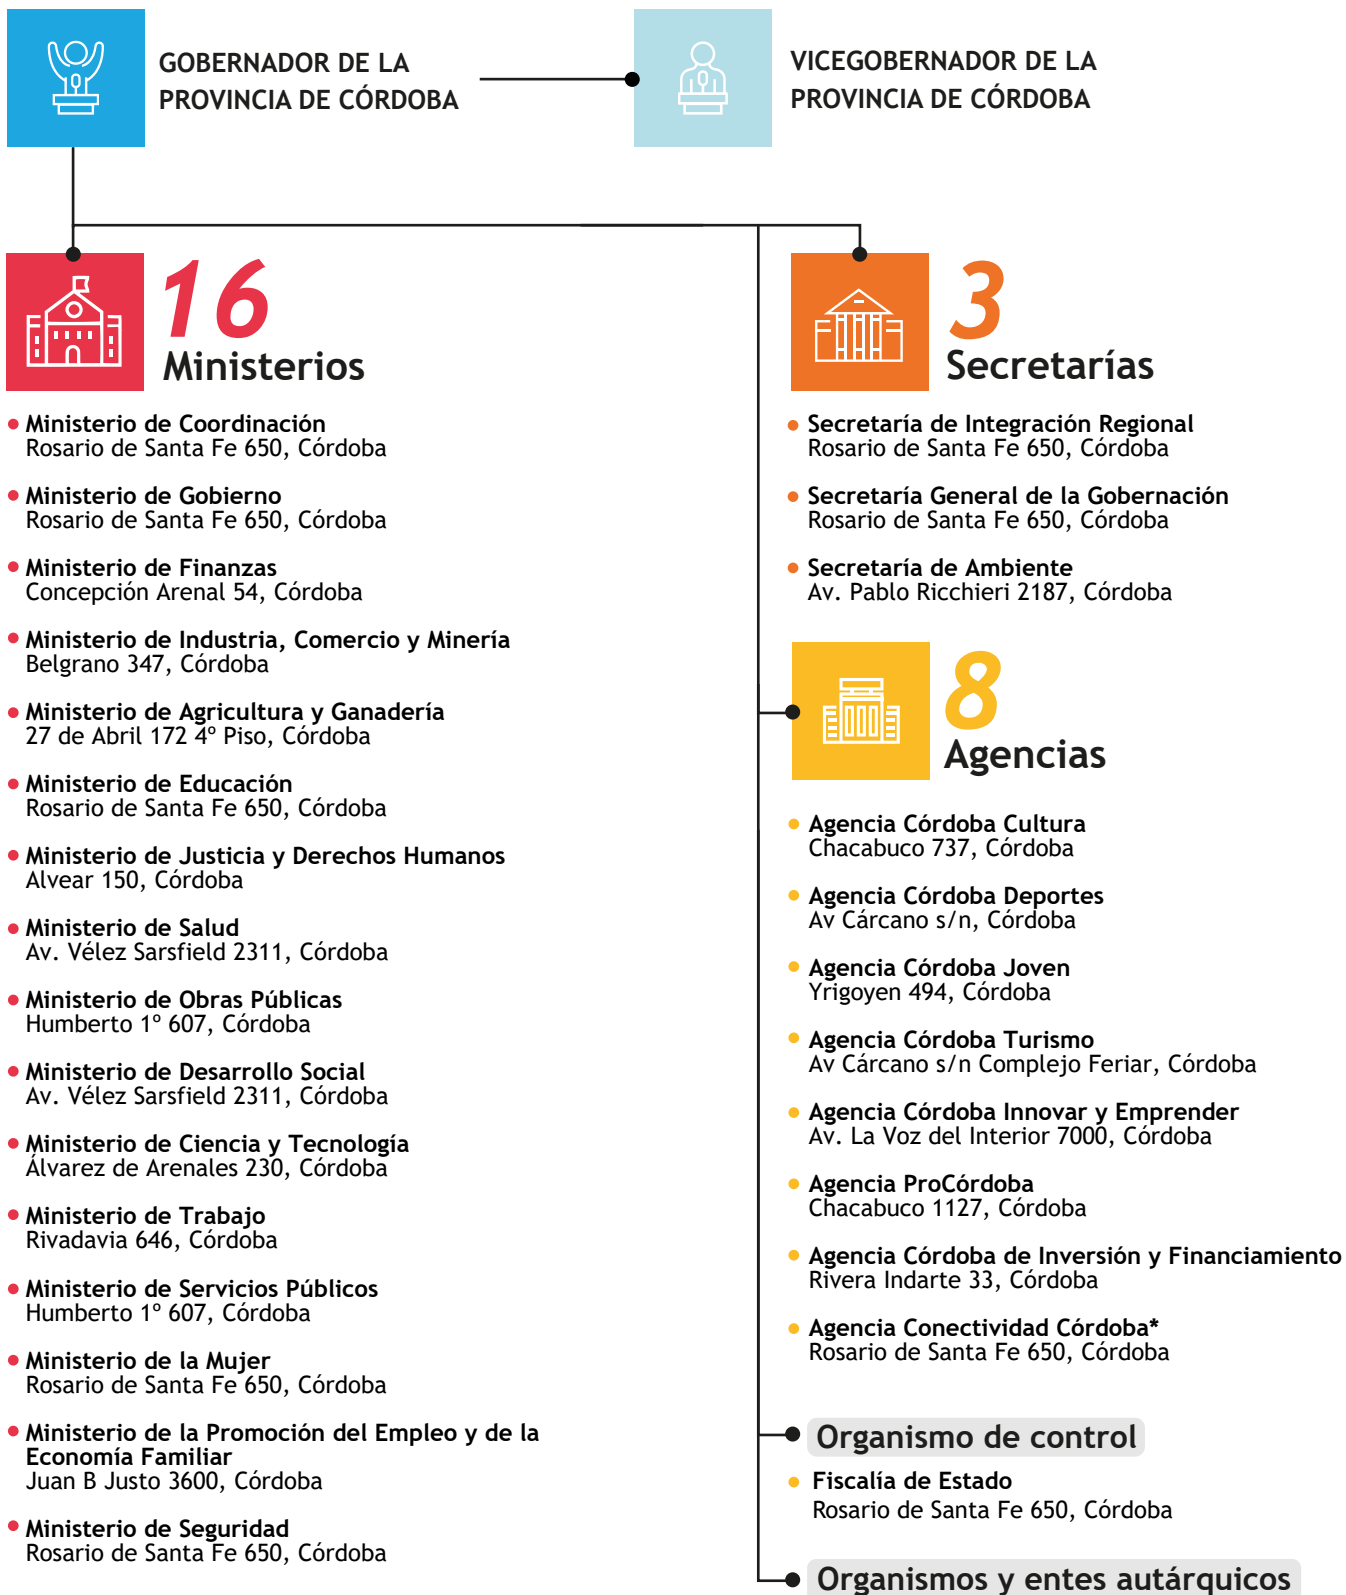 GOBERNADOR DE LA
PROVINCIA DE CÓRDOBA
VICEGOBERNADOR DE LA
PROVINCIA DE CÓRDOBA
16
Ministerios
Ministerio de Coordinación
Rosario de Santa Fe 650, Córdoba
Ministerio de Gobierno
Rosario de Santa Fe 650, Córdoba
Ministerio de Finanzas
Concepción Arenal 54, Córdoba
Ministerio de Industria, Comercio y Minería
Belgrano 347, Córdoba
Ministerio de Agricultura y Ganadería
27 de Abril 172 4º Piso, Córdoba
Ministerio de Educación
Rosario de Santa Fe 650, Córdoba
Ministerio de Justicia y Derechos Humanos
Alvear 150, Córdoba
Ministerio de Salud
Av. Vélez Sarsfield 2311, Córdoba
Ministerio de Obras Públicas
Humberto 1º 607, Córdoba
Ministerio de Desarrollo Social
Av. Vélez Sarsfield 2311, Córdoba
Ministerio de Ciencia y Tecnología
Álvarez de Arenales 230, Córdoba
Ministerio de Trabajo
Rivadavia 646, Córdoba
Ministerio de Servicios Públicos
Humberto 1º 607, Córdoba
Ministerio de la Mujer
Rosario de Santa Fe 650, Córdoba
Ministerio de la Promoción del Empleo y de la
Economía Familiar
Juan B Justo 3600, Córdoba
Ministerio de Seguridad
Rosario de Santa Fe 650, Córdoba
3
Secretarías
Secretaría de Integración Regional
Rosario de Santa Fe 650, Córdoba
Secretaría General de la Gobernación
Rosario de Santa Fe 650, Córdoba
Secretaría de Ambiente
Av. Pablo Ricchieri 2187, Córdoba
8
Agencias
Agencia Córdoba Cultura
Chacabuco 737, Córdoba
Agencia Córdoba Deportes
Av Cárcano s/n, Córdoba
Agencia Córdoba Joven
Yrigoyen 494, Córdoba
Agencia Córdoba Turismo
Av Cárcano s/n Complejo Feriar, Córdoba
Agencia Córdoba Innovar y Emprender
Av. La Voz del Interior 7000, Córdoba
Agencia ProCórdoba
Chacabuco 1127, Córdoba
Agencia Córdoba de Inversión y Financiamiento
Rivera Indarte 33, Córdoba
Agencia Conectividad Córdoba*
Rosario de Santa Fe 650, Córdoba
Organismo de control
Fiscalía de Estado
Rosario de Santa Fe 650, Córdoba
Organismos y entes autárquicos